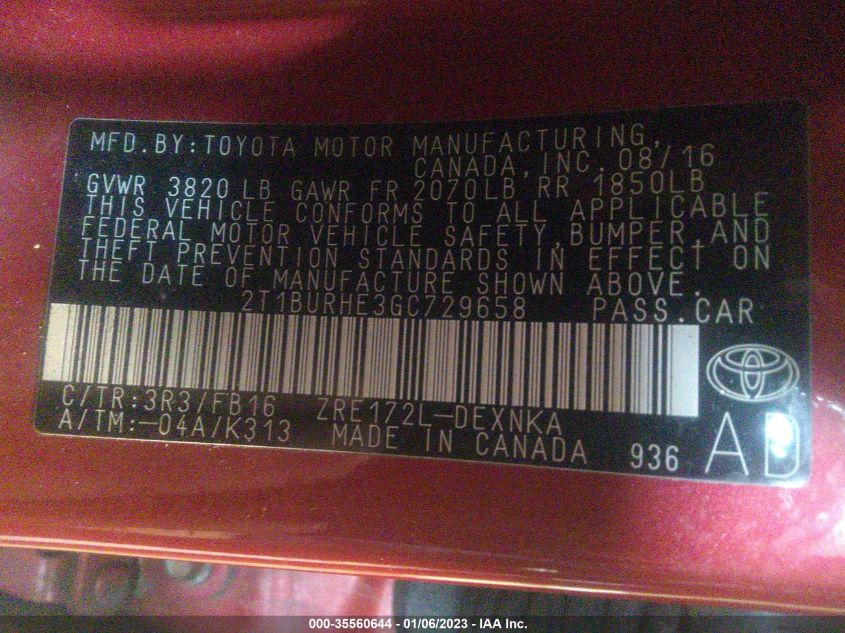 MFD.BY:TOYOTA MOTOR MANUFACTURING,
CANADA,INC. 08/16
GVWR 3820 LB GAWR FR 2070LB RR 1850LB
THIS VEHICLE CONFORMS TO ALL APPLICABLE
FEDERAL MOTOR VEHICLE SAFETY,BUMPER,AND
THEFT PREVENTION STANDARDS IN EFFECT ON
THE DATE OF MANUFACTURE SHOWN ABOVE.
2T1BURHE3GC729658 PASS.CAR
C/TR:3R3/FB16 ZRE172L-DEXNKA
A/TM:-04A/K313 MADE IN CANADA 936 AD
000-35560644 - 01/06/2023 - IAA Inc.